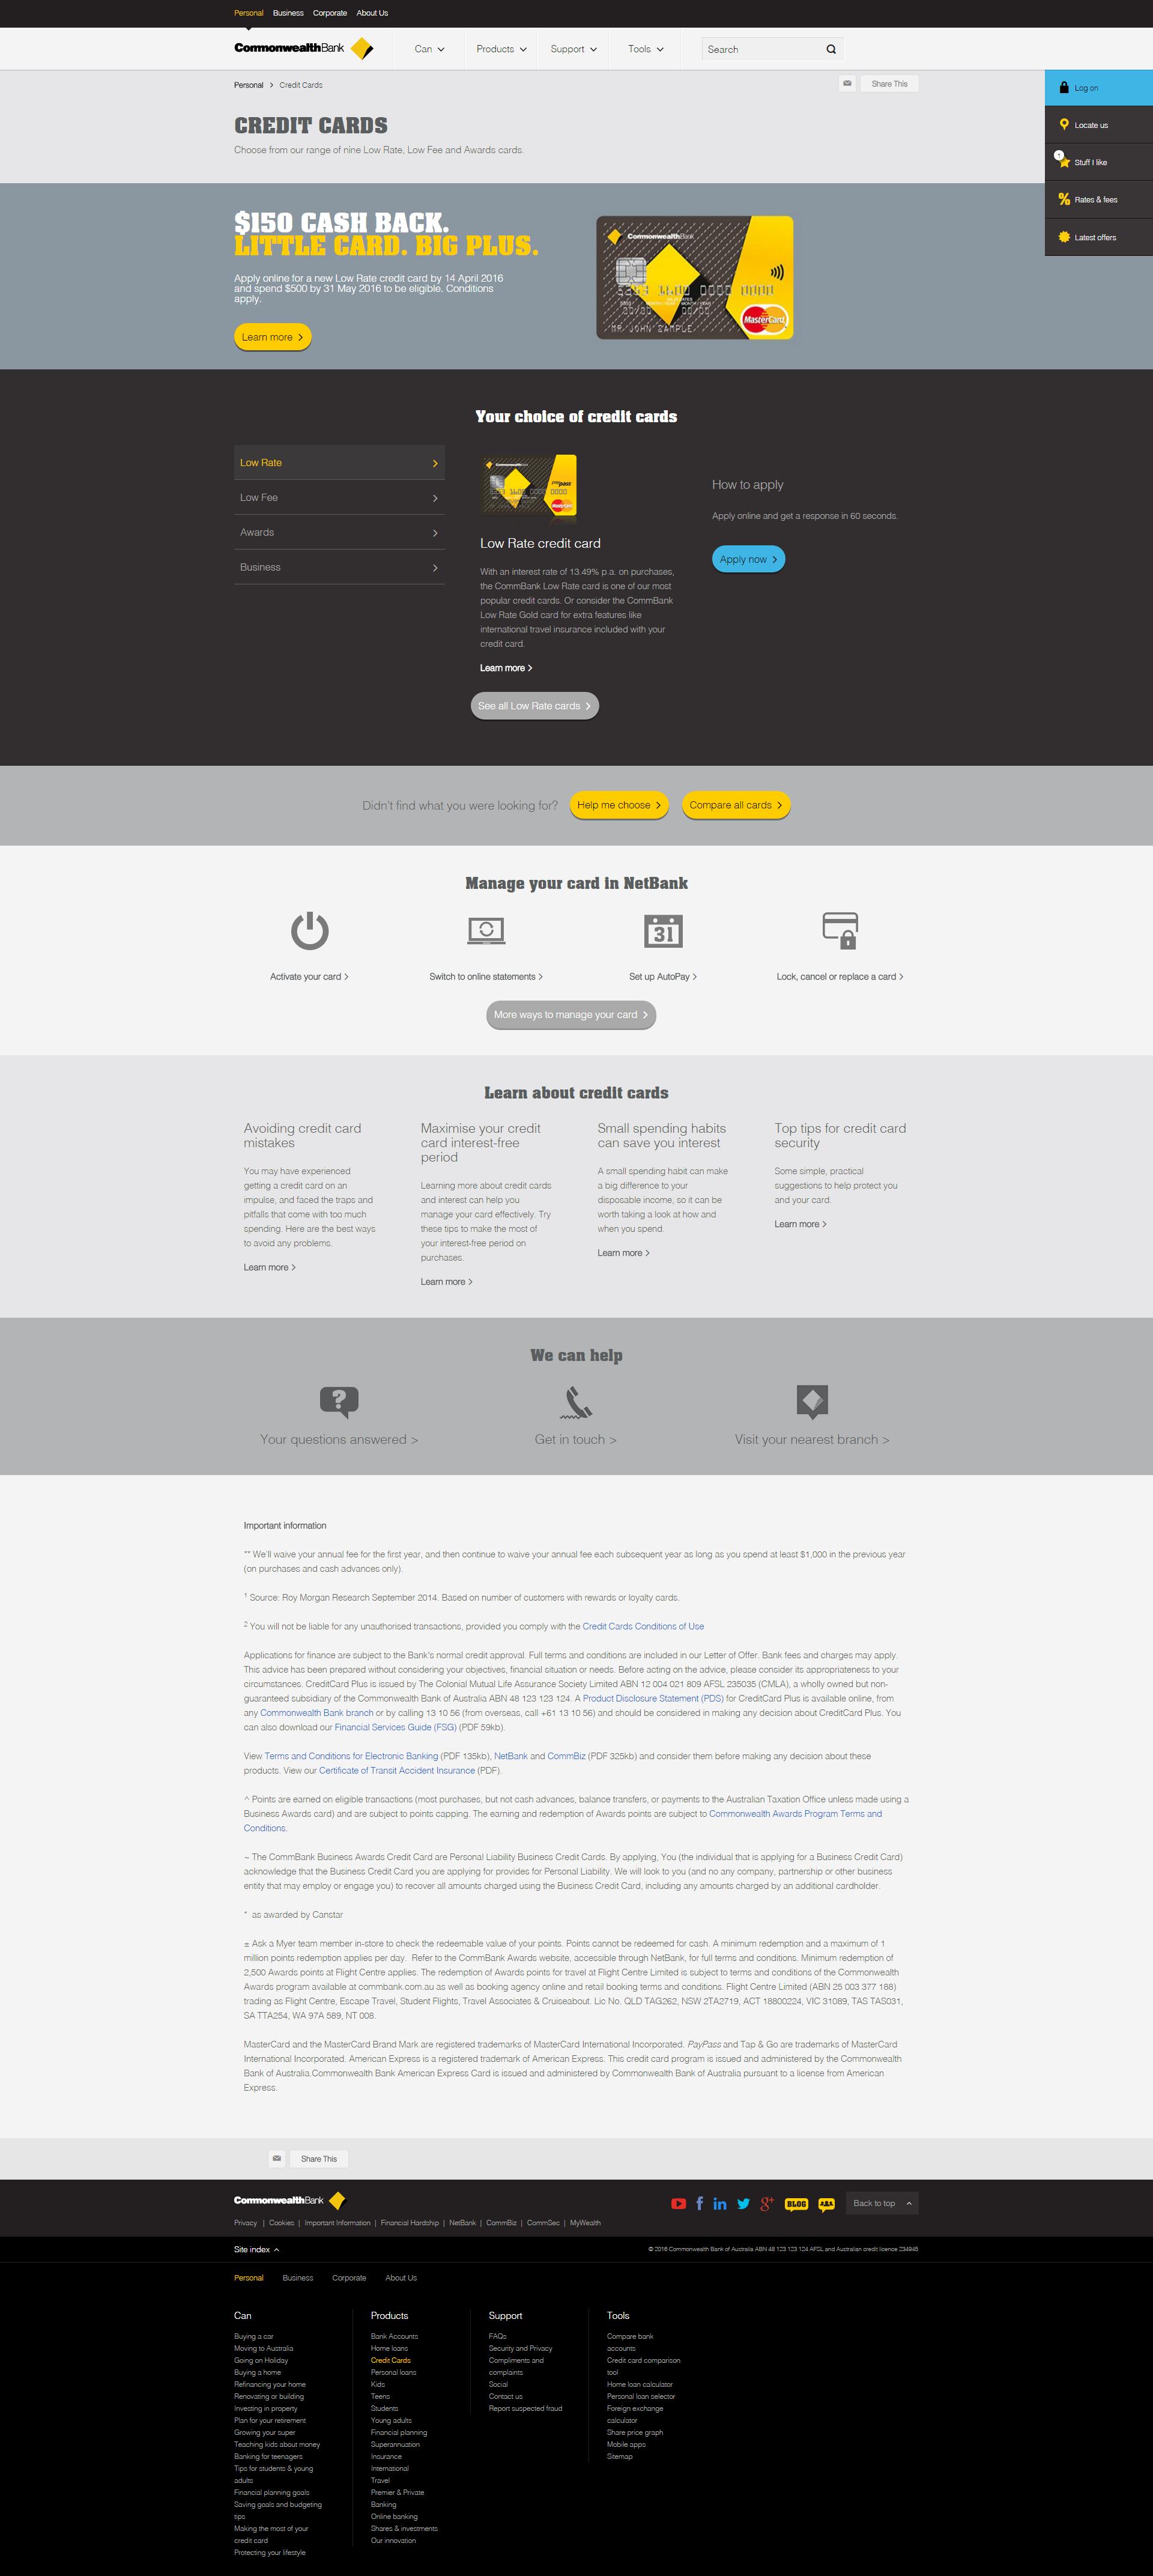 Personal Business Corporate About Us
CommonwealthBank
Can
Products
Support
Tools
Search
Personal > Credit Cards
Share This
Log on
Locate us
1
Stuff I like
Rates & fees
Latest offers
CREDIT CARDS
Choose from our range of nine Low Rate, Low Fee and Awards cards.
$150 CASH BACK.
LITTLE CARD. BIG PLUS.
Apply online for a new Low Rate credit card by 14 April 2016
and spend $500 by 31 May 2016 to be eligible. Conditions
apply.
Learn more >
CommonwealthBank
MasterCard
MR JOHN SAMPLE
Your choice of credit cards
Low Rate >
Low Fee >
Awards >
Business >
CommonwealthBank
PayPass
MasterCard
Low Rate credit card
With an interest rate of 13.49% p.a. on purchases,
the CommBank Low Rate card is one of our most
popular credit cards. Or consider the CommBank
Low Rate Gold card for extra features like
international travel insurance included with your
credit card.
Learn more >
See all Low Rate cards >
How to apply
Apply online and get a response in 60 seconds.
Apply now >
Didn't find what you were looking for?
Help me choose >
Compare all cards >
Manage your card in NetBank
31
Activate your card >
Switch to online statements >
Set up AutoPay >
Lock, cancel or replace a card >
More ways to manage your card >
Learn about credit cards
Avoiding credit card
mistakes
You may have experienced
getting a credit card on an
impulse, and faced the traps and
pitfalls that come with too much
spending. Here are the best ways
to avoid any problems.
Learn more >
Maximise your credit
card interest-free
period
Learning more about credit cards
and interest can help you
manage your card effectively. Try
these tips to make the most of
your interest-free period on
purchases.
Learn more >
Small spending habits
can save you interest
A small spending habit can make
a big difference to your
disposable income, so it can be
worth taking a look at how and
when you spend.
Learn more >
Top tips for credit card
security
Some simple, practical
suggestions to help protect you
and your card.
Learn more >
We can help
?
Your questions answered >
Get in touch >
Visit your nearest branch >
Important information
** We'll waive your annual fee for the first year, and then continue to waive your annual fee each subsequent year as long as you spend at least $1,000 in the previous year
(on purchases and cash advances only).
1 Source: Roy Morgan Research September 2014. Based on number of customers with rewards or loyalty cards.
2 You will not be liable for any unauthorised transactions, provided you comply with the Credit Cards Conditions of Use
Applications for finance are subject to the Bank's normal credit approval. Full terms and conditions are included in our Letter of Offer. Bank fees and charges may apply.
This advice has been prepared without considering your objectives, financial situation or needs. Before acting on the advice, please consider its appropriateness to your
circumstances. CreditCard Plus is issued by The Colonial Mutual Life Assurance Society Limited ABN 12 004 021 809 AFSL 235035 (CMLA), a wholly owned but non-
guaranteed subsidiary of the Commonwealth Bank of Australia ABN 48 123 123 124. A Product Disclosure Statement (PDS) for CreditCard Plus is available online, from
any Commonwealth Bank branch or by calling 13 10 56 (from overseas, call +61 13 10 56) and should be considered in making any decision about CreditCard Plus. You
can also download our Financial Services Guide (FSG) (PDF 59kb).
View Terms and Conditions for Electronic Banking (PDF 135kb), NetBank and CommBiz (PDF 325kb) and consider them before making any decision about these
products. View our Certificate of Transit Accident Insurance (PDF).
^ Points are earned on eligible transactions (most purchases, but not cash advances, balance transfers, or payments to the Australian Taxation Office unless made using a
Business Awards card) and are subject to points capping. The earning and redemption of Awards points are subject to Commonwealth Awards Program Terms and
Conditions.
~ The CommBank Business Awards Credit Card are Personal Liability Business Credit Cards. By applying, You (the individual that is applying for a Business Credit Card)
acknowledge that the Business Credit Card you are applying for provides for Personal Liability. We will look to you (and no any company, partnership or other business
entity that may employ or engage you) to recover all amounts charged using the Business Credit Card, including any amounts charged by an additional cardholder.
* as awarded by Canstar
± Ask a Myer team member in-store to check the redeemable value of your points. Points cannot be redeemed for cash. A minimum redemption and a maximum of 1
million points redemption applies per day. Refer to the CommBank Awards website, accessible through NetBank, for full terms and conditions. Minimum redemption of
2,500 Awards points at Flight Centre applies. The redemption of Awards points for travel at Flight Centre Limited is subject to terms and conditions of the Commonwealth
Awards program available at commbank.com.au as well as booking agency online and retail booking terms and conditions. Flight Centre Limited (ABN 25 003 377 188)
trading as Flight Centre, Escape Travel, Student Flights, Travel Associates & Cruiseabout. Lic No. QLD TAG262, NSW 2TA2719, ACT 18800224, VIC 31089, TAS TAS031,
SA TTA254, WA 97A 589, NT 008.
MasterCard and the MasterCard Brand Mark are registered trademarks of MasterCard International Incorporated. PayPass and Tap & Go are trademarks of MasterCard
International Incorporated. American Express is a registered trademark of American Express. This credit card program is issued and administered by the Commonwealth
Bank of Australia.Commonwealth Bank American Express Card is issued and administered by Commonwealth Bank of Australia pursuant to a license from American
Express.
Share This
CommonwealthBank
BLOG
Back to top
Privacy | Cookies | Important Information | Financial Hardship | NetBank | CommBiz | CommSec | MyWealth
Site index
© 2016 Commonwealth Bank of Australia ABN 48 123 123 124 AFSL and Australian credit licence 234945
Personal Business Corporate About Us
Can
Buying a car
Moving to Australia
Going on Holiday
Buying a home
Refinancing your home
Renovating or building
Investing in property
Plan for your retirement
Growing your super
Teaching kids about money
Banking for teenagers
Tips for students & young
adults
Financial planning goals
Saving goals and budgeting
tips
Making the most of your
credit card
Protecting your lifestyle
Products
Bank Accounts
Home loans
Credit Cards
Personal loans
Kids
Teens
Students
Young adults
Financial planning
Superannuation
Insurance
International
Travel
Premier & Private
Banking
Online banking
Shares & investments
Our innovation
Support
FAQs
Security and Privacy
Compliments and
complaints
Social
Contact us
Report suspected fraud
Tools
Compare bank
accounts
Credit card comparison
tool
Home loan calculator
Personal loan selector
Foreign exchange
calculator
Share price graph
Mobile apps
Sitemap